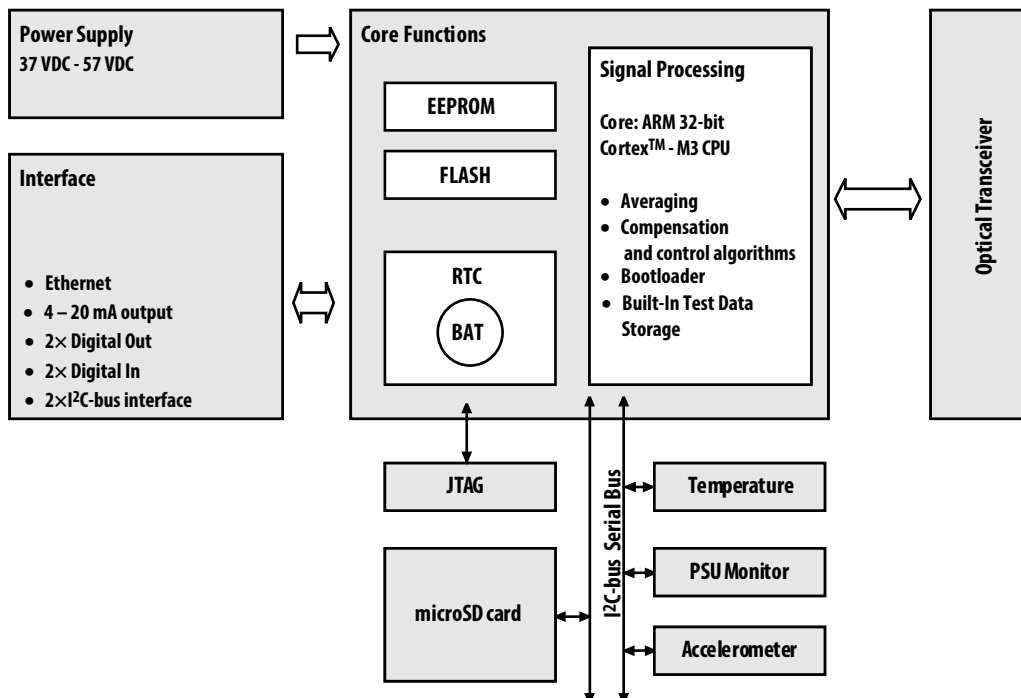 Power Supply
37 VDC - 57 VDC
Interface
• Ethernet
• 4 – 20 mA output
• 2× Digital Out
• 2× Digital In
• 2×I²C-bus interface
Core Functions
EEPROM
FLASH
RTC
BAT
Signal Processing
Core: ARM 32-bit
Cortex™ - M3 CPU
• Averaging
• Compensation
and control algorithms
• Bootloader
• Built-In Test Data
Storage
Optical Transceiver
JTAG
microSD card
I²C-bus Serial Bus
Temperature
PSU Monitor
Accelerometer